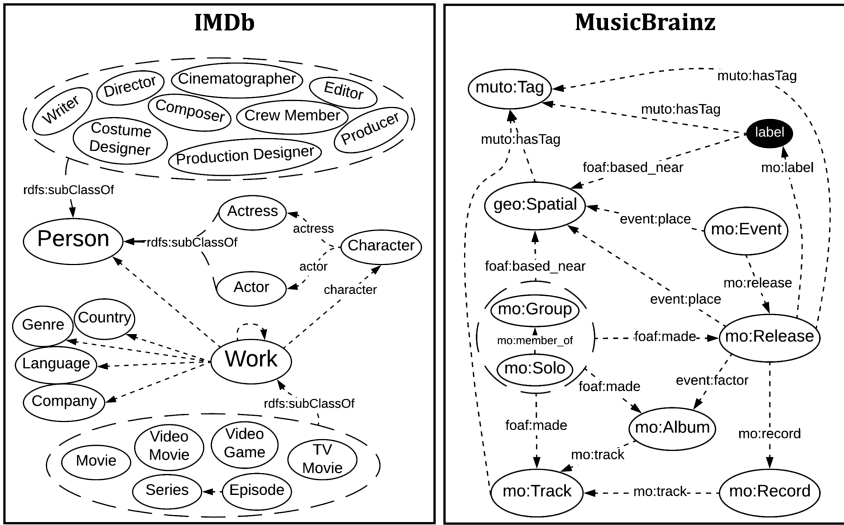 IMDb
Cinematographer
Director
Editor
Writer
Composer
Crew Member
Producer
Costume
Designer
Production Designer
rdfs:subClassOf
Person
rdfs:subClassOf
Actress
actress
Character
actor
Actor
character
Genre
Country
Language
Work
Company
rdfs:subClassOf
Movie
Video
Movie
Video
Game
TV
Movie
Series
Episode
MusicBrainz
muto:Tag
muto:hasTag
muto:hasTag
label
muto:hasTag
mo:label
foaf:based_near
geo:Spatial
event:place
mo:Event
foaf:based_near
mo:release
event:place
mo:Group
mo:member_of
foaf:made
mo:Release
mo:Solo
foaf:made
event:factor
foaf:made
mo:Album
mo:record
mo:track
mo:Track
mo:track
mo:Record